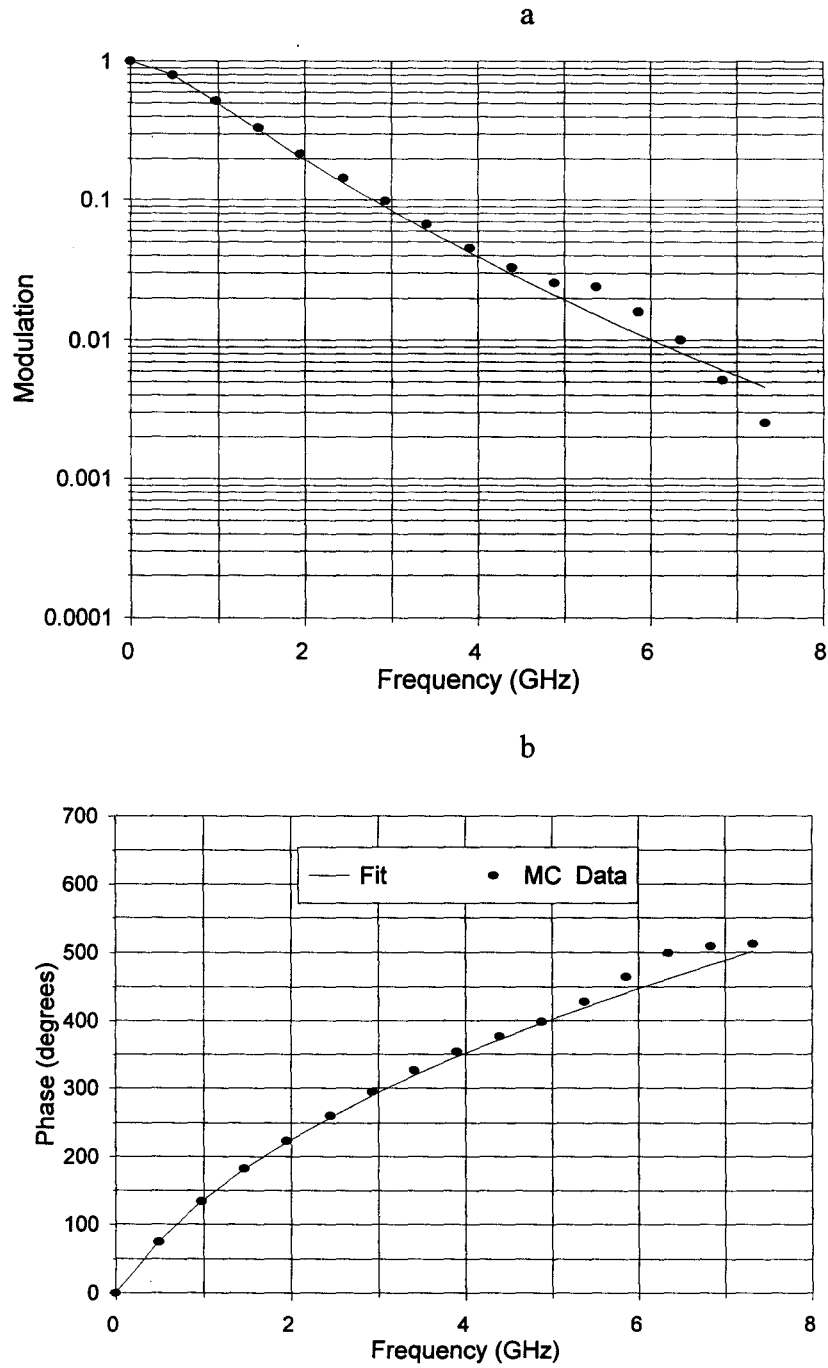 a
1
0.1
0.01
0.001
0.0001
Modulation
0 2 4 6 8
Frequency (GHz)
b
700
600
500
400
300
200
100
0
Phase (degrees)
Fit MC Data
0 2 4 6 8
Frequency (GHz)